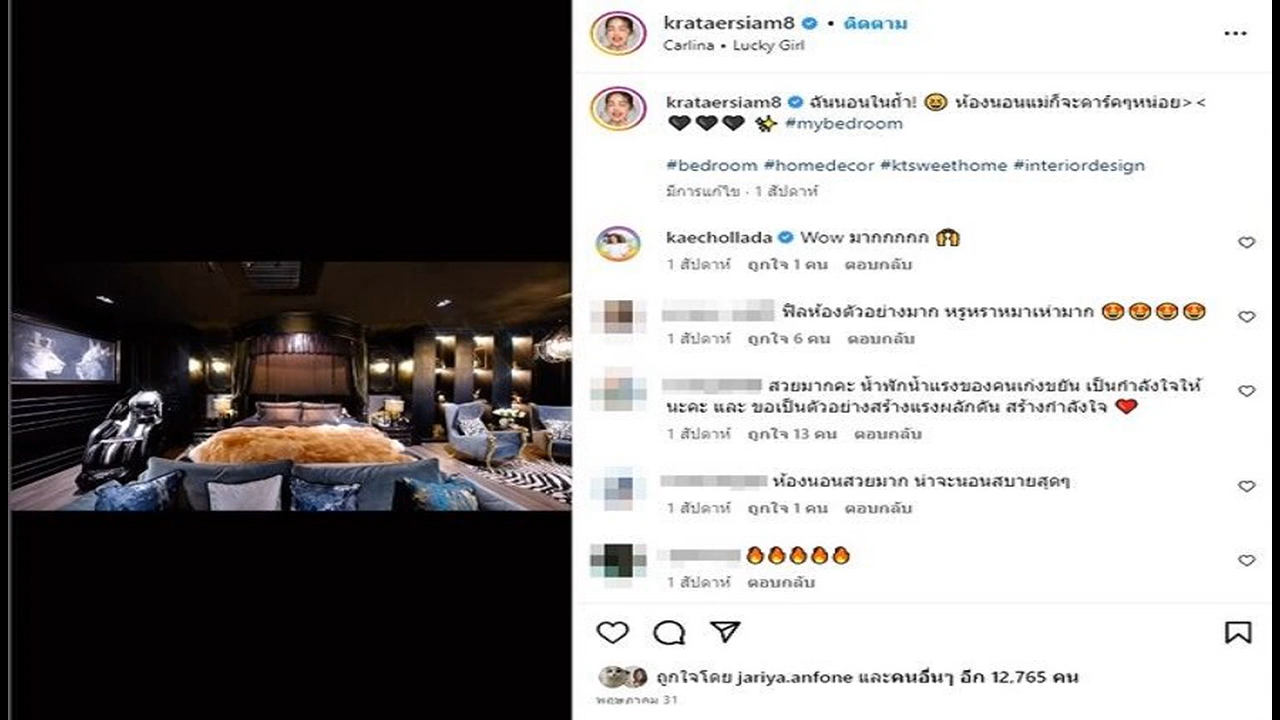 krataersiam8 • ติดตาม
Carlina • Lucky Girl
krataersiam8 ฉันนอนในถ้ำ! 😆 ห้องนอนแม่ก็จะดาร์คๆหน่อย> <
🖤🖤🖤 ✨ #mybedroom
#bedroom #homedecor #ktsweethome #interiordesign
มีการแก้ไข · 1 สัปดาห์
kaechollada Wow มากกกกก 🙌
1 สัปดาห์ ถูกใจ 1 คน ตอบกลับ
ฟิลห้องตัวอย่างมาก หรูหราหมาเห่ามาก 🤩🤩🤩🤩
1 สัปดาห์ ถูกใจ 6 คน ตอบกลับ
สวยมากคะ น้ำพักน้ำแรงของคนเก่งขยัน เป็นกำลังใจให้
นะคะ และ ขอเป็นตัวอย่างสร้างแรงผลักดัน สร้างกำลังใจ ❤️
1 สัปดาห์ ถูกใจ 13 คน ตอบกลับ
ห้องนอนสวยมาก น่าจะนอนสบายสุดๆ
1 สัปดาห์ ถูกใจ 1 คน ตอบกลับ
🔥🔥🔥🔥🔥
1 สัปดาห์ ตอบกลับ
ถูกใจโดย jariya.anfone และคนอื่นๆ อีก 12,765 คน
พฤษภาคม 31